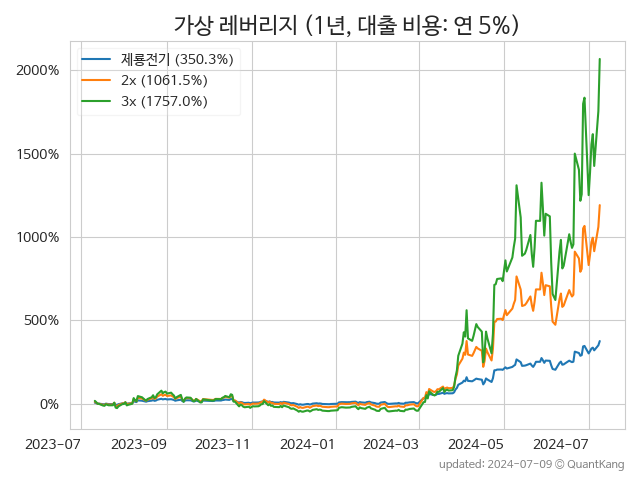 가상 레버리지 (1년, 대출 비용: 연 5%)
제룡전기 (350.3%)
2x (1061.5%)
3x (1757.0%)
2000%
1500%
1000%
500%
0%
2023-07 2023-09 2023-11 2024-01 2024-03 2024-05 2024-07
updated: 2024-07-09 © QuantKang